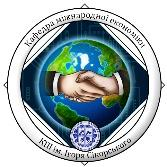 Кафедра міжнародної економіки
КПІ ім. Ігоря Сікорського